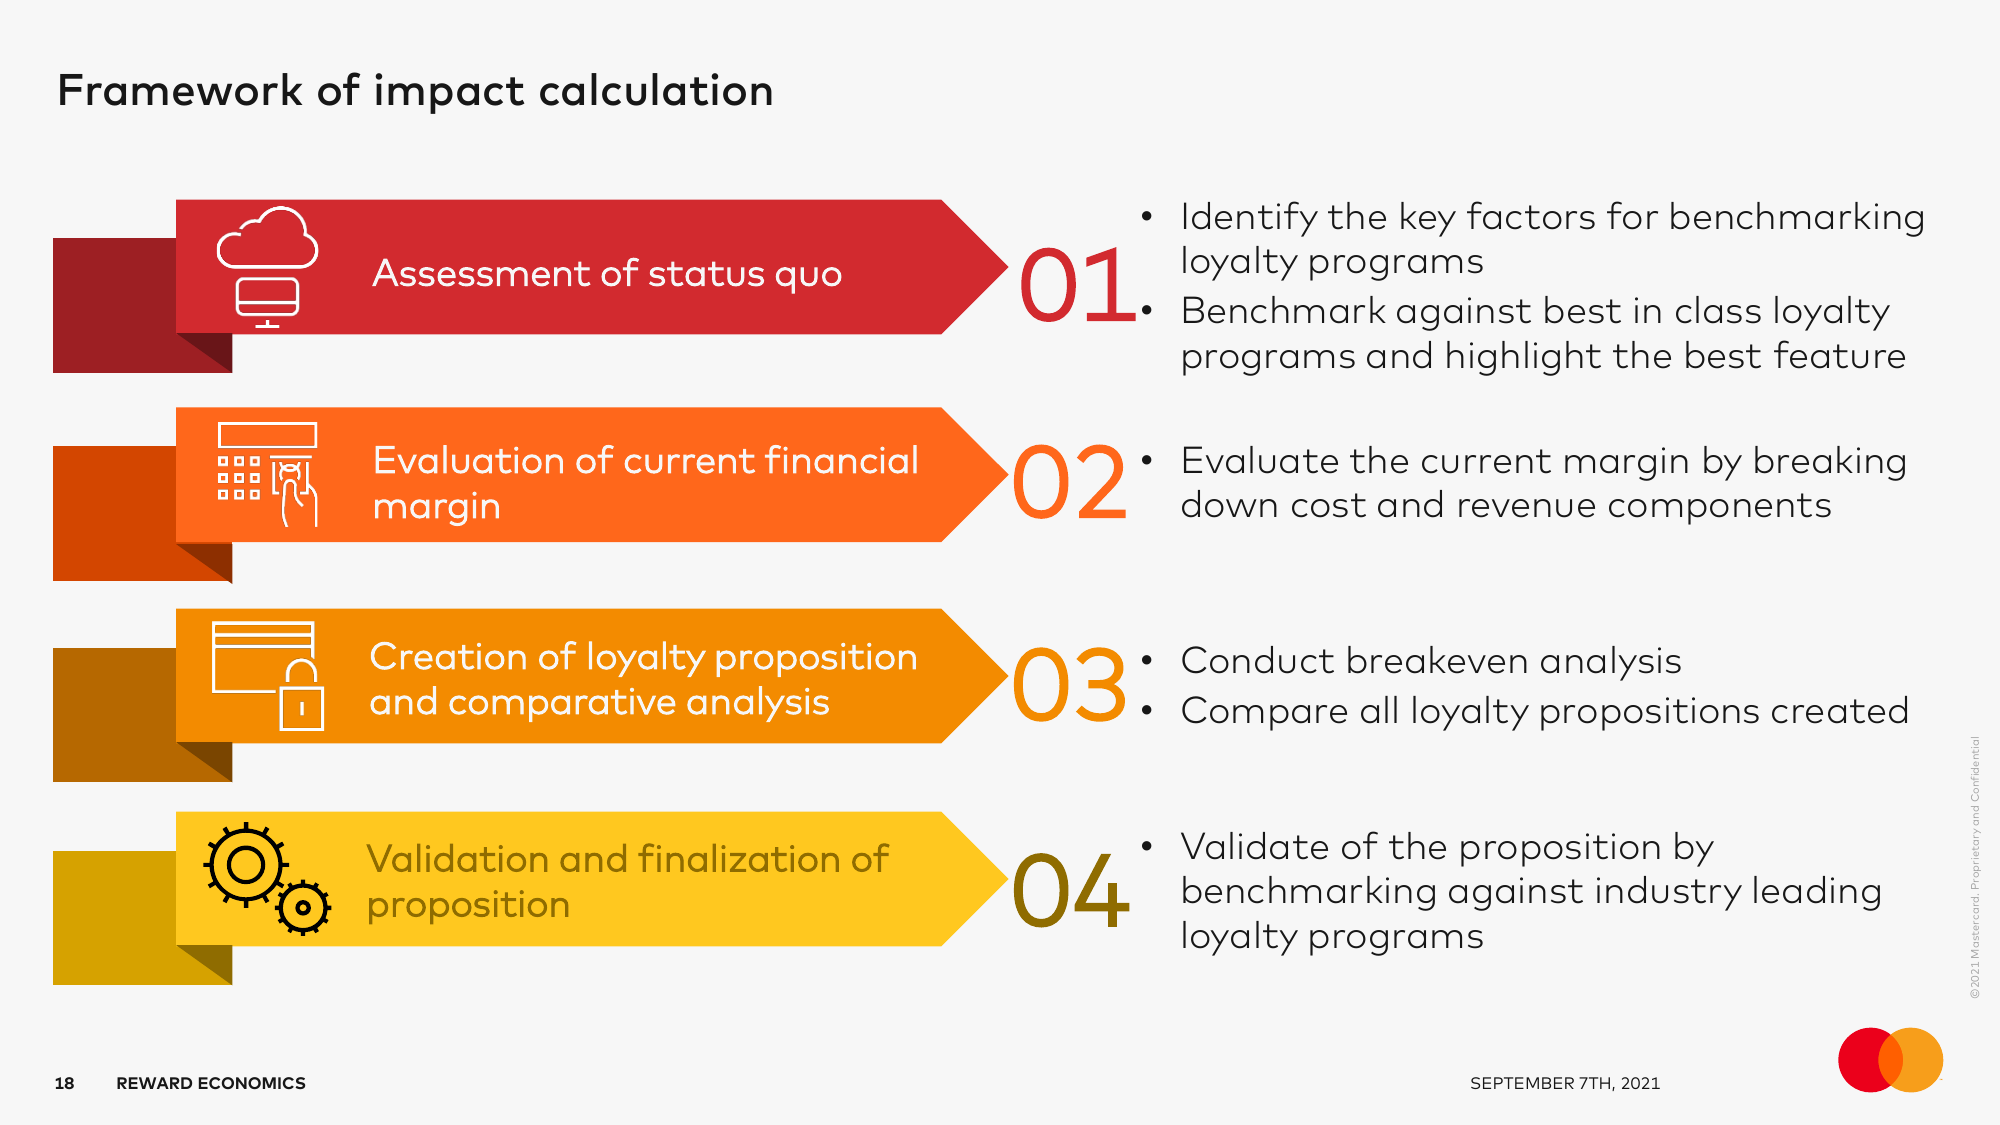 Framework of impact calculation
Assessment of status quo
01
• Identify the key factors for benchmarking
loyalty programs
• Benchmark against best in class loyalty
programs and highlight the best feature
Evaluation of current financial
margin
02
• Evaluate the current margin by breaking
down cost and revenue components
Creation of loyalty proposition
and comparative analysis
03
• Conduct breakeven analysis
• Compare all loyalty propositions created
Validation and finalization of
proposition
04
• Validate of the proposition by
benchmarking against industry leading
loyalty programs
©2021 Mastercard. Proprietary and Confidential
18 REWARD ECONOMICS
SEPTEMBER 7TH, 2021